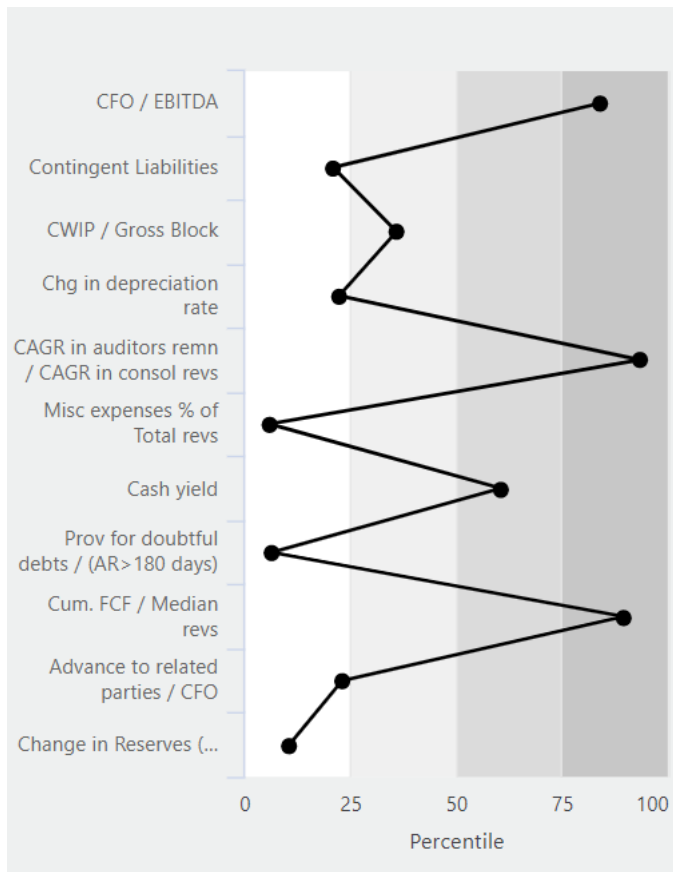 CFO / EBITDA
Contingent Liabilities
CWIP / Gross Block
Chg in depreciation
rate
CAGR in auditors remn
/ CAGR in consol revs
Misc expenses % of
Total revs
Cash yield
Prov for doubtful
debts / (AR>180 days)
Cum. FCF / Median
revs
Advance to related
parties / CFO
Change in Reserves (...
0 25 50 75 100
Percentile